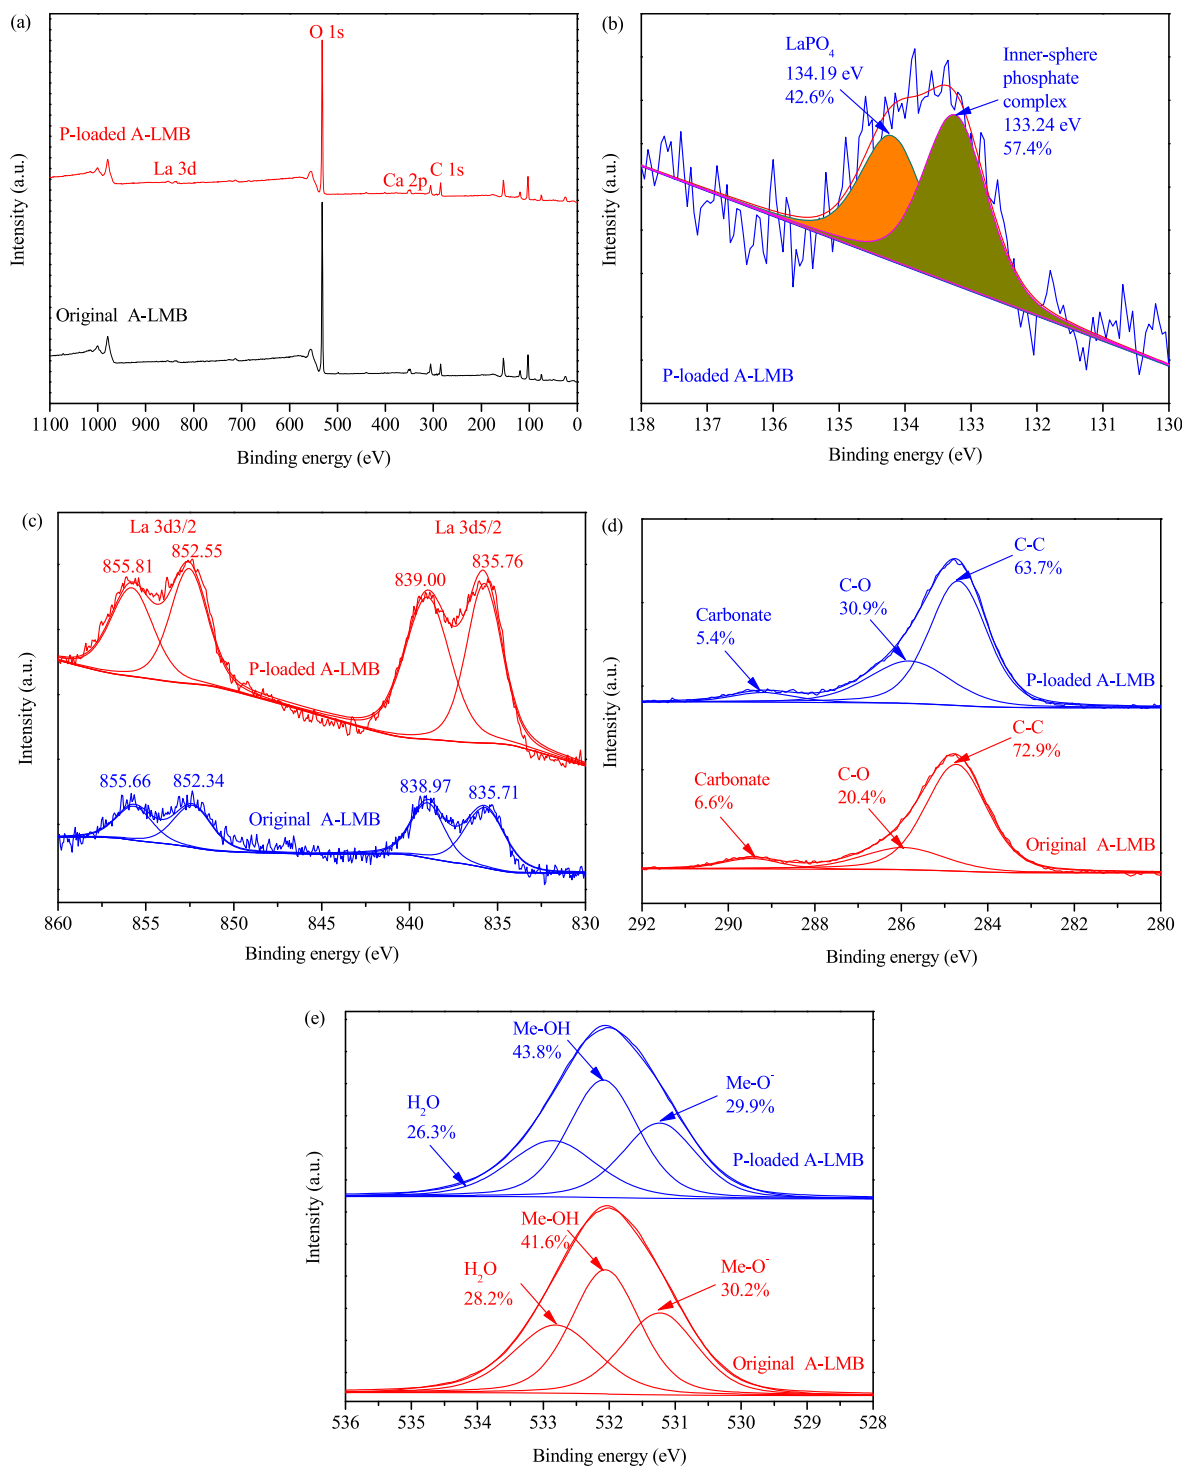 (a)
O 1s
P-loaded A-LMB
La 3d
Ca 2p
C 1s
Original A-LMB
Intensity (a.u.)
1100 1000 900 800 700 600 500 400 300 200 100 0
Binding energy (eV)
(b)
LaPO₄
134.19 eV
42.6%
Inner-sphere
phosphate
complex
133.24 eV
57.4%
P-loaded A-LMB
Intensity (a.u.)
138 137 136 135 134 133 132 131 130
Binding energy (eV)
(c)
La 3d3/2
La 3d5/2
855.81
852.55
839.00
835.76
P-loaded A-LMB
855.66
852.34
838.97
835.71
Original A-LMB
Intensity (a.u.)
860 855 850 845 840 835 830
Binding energy (eV)
(d)
C-C
63.7%
C-O
30.9%
Carbonate
5.4%
P-loaded A-LMB
C-C
72.9%
C-O
20.4%
Carbonate
6.6%
Original A-LMB
Intensity (a.u.)
292 290 288 286 284 282 280
Binding energy (eV)
(e)
Me-OH
43.8%
Me-O⁻
29.9%
H₂O
26.3%
P-loaded A-LMB
Me-OH
41.6%
Me-O⁻
30.2%
H₂O
28.2%
Original A-LMB
Intensity (a.u.)
536 535 534 533 532 531 530 529 528
Binding energy (eV)